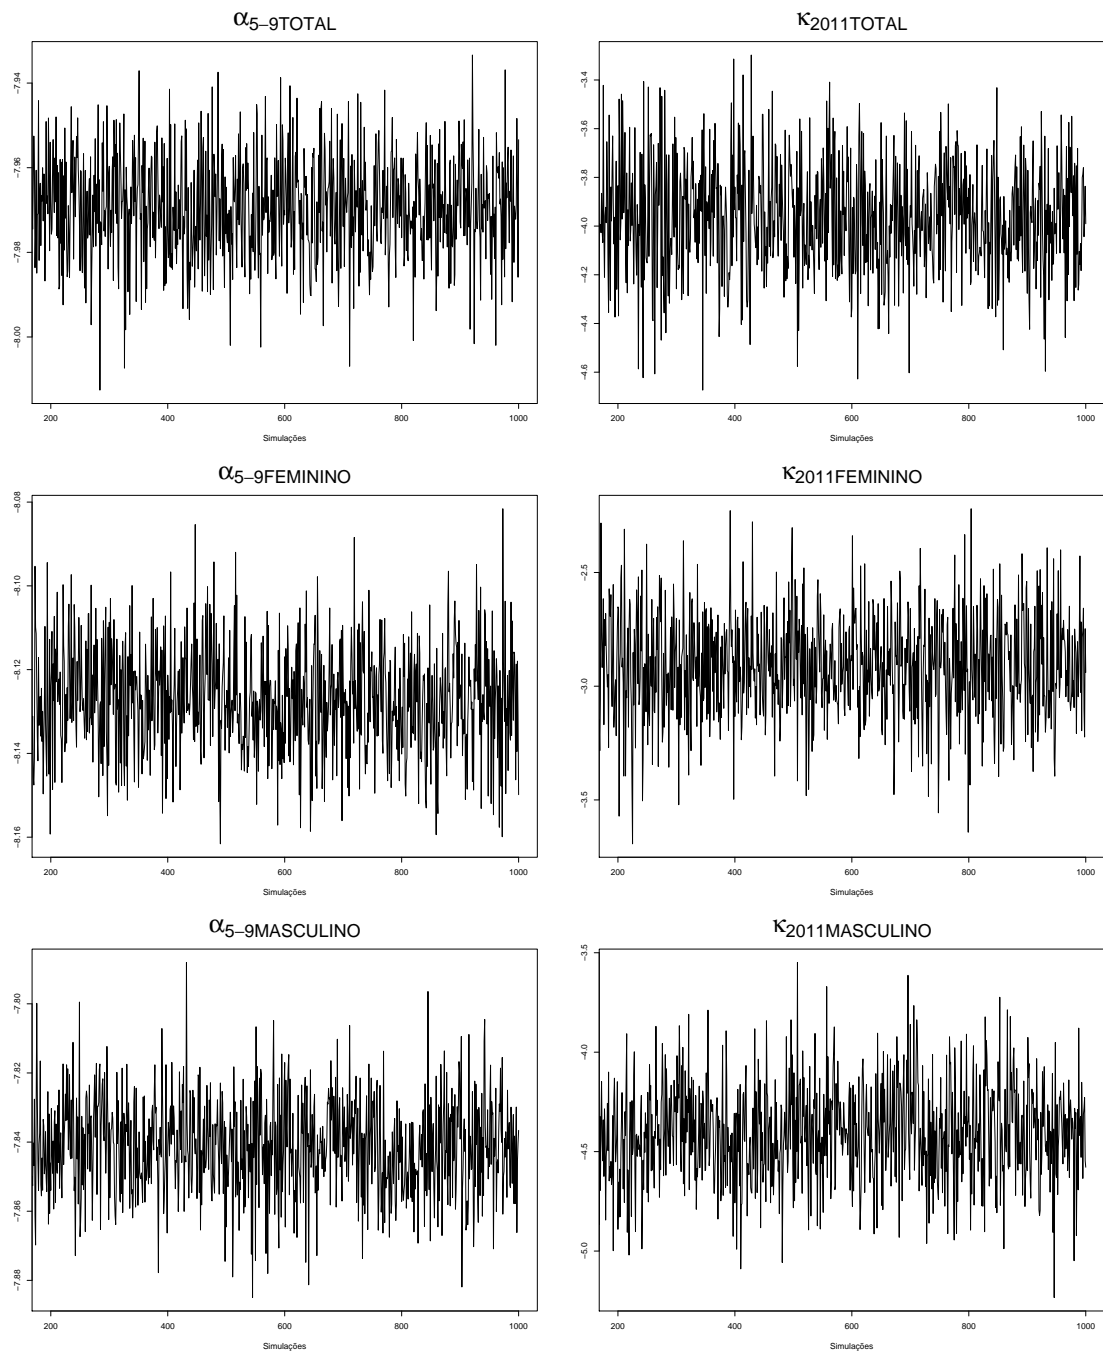 α5–9TOTAL
-7.94
-7.96
-7.98
-8.00
200 400 600 800 1000
Simulações
κ2011TOTAL
-3.4
-3.6
-3.8
-4.0
-4.2
-4.4
-4.6
200 400 600 800 1000
Simulações
α5–9FEMININO
-8.08
-8.10
-8.12
-8.14
-8.16
200 400 600 800 1000
Simulações
κ2011FEMININO
-2.5
-3.0
-3.5
200 400 600 800 1000
Simulações
α5–9MASCULINO
-7.80
-7.82
-7.84
-7.86
-7.88
200 400 600 800 1000
Simulações
κ2011MASCULINO
-3.5
-4.0
-4.5
-5.0
200 400 600 800 1000
Simulações